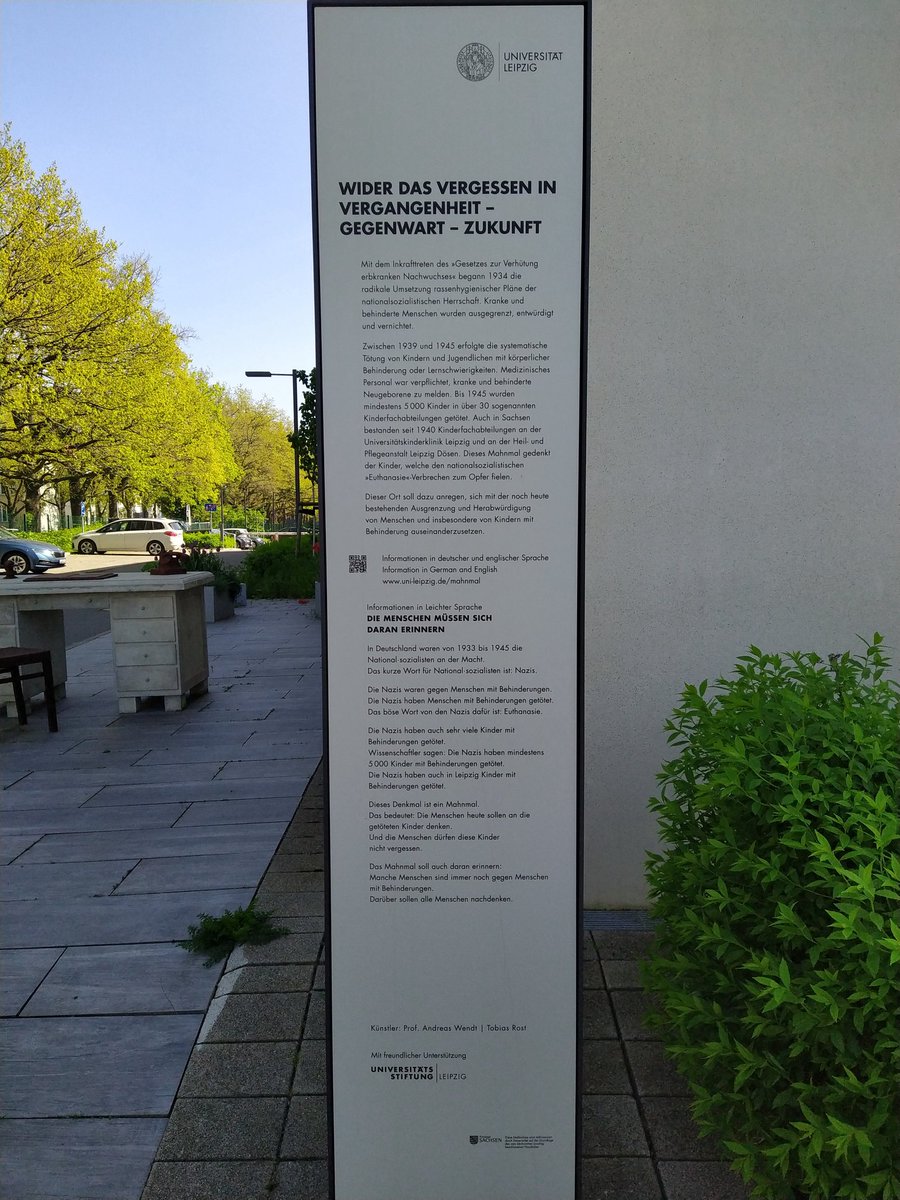 UNIVERSITÄT
LEIPZIG
WIDER DAS VERGESSEN IN
VERGANGENHEIT –
GEGENWART – ZUKUNFT
Mit dem Inkrafttreten des »Gesetzes zur Verhütung
erbkranken Nachwuchses« begann 1934 die
radikale Umsetzung rassenhygienischer Pläne der
nationalsozialistischen Herrschaft. Kranke und
behinderte Menschen wurden ausgegrenzt, entwürdigt
und vernichtet.
Zwischen 1939 und 1945 erfolgte die systematische
Tötung von Kindern und Jugendlichen mit körperlicher
Behinderung oder Lernschwierigkeiten. Medizinisches
Personal war verpflichtet, kranke und behinderte
Neugeborene zu melden. Bis 1945 wurden
mindestens 5 000 Kinder in über 30 sogenannten
Kinderfachabteilungen getötet. Auch in Sachsen
bestanden seit 1940 Kinderfachabteilungen an der
Universitätskinderklinik Leipzig und an der Heil- und
Pflegeanstalt Leipzig Dösen. Dieses Mahnmal gedenkt
der Kinder, welche den nationalsozialistischen
»Euthanasie«-Verbrechen zum Opfer fielen.
Dieser Ort soll dazu anregen, sich mit der noch heute
bestehenden Ausgrenzung und Herabwürdigung
von Menschen und insbesondere von Kindern mit
Behinderung auseinanderzusetzen.
Informationen in deutscher und englischer Sprache
Information in German and English
www.uni-leipzig.de/mahnmal
Informationen in Leichter Sprache
DIE MENSCHEN MÜSSEN SICH
DARAN ERINNERN
In Deutschland waren von 1933 bis 1945 die
National-sozialisten an der Macht.
Das kurze Wort für National-sozialisten ist: Nazis.
Die Nazis waren gegen Menschen mit Behinderungen.
Die Nazis haben Menschen mit Behinderungen getötet.
Das böse Wort von den Nazis dafür ist: Euthanasie.
Die Nazis haben auch sehr viele Kinder mit
Behinderungen getötet.
Wissenschaftler sagen: Die Nazis haben mindestens
5 000 Kinder mit Behinderungen getötet.
Die Nazis haben auch in Leipzig Kinder mit
Behinderungen getötet.
Dieses Denkmal ist ein Mahnmal.
Das bedeutet: Die Menschen heute sollen an die
getöteten Kinder denken.
Und die Menschen dürfen diese Kinder
nicht vergessen.
Das Mahnmal soll auch daran erinnern:
Manche Menschen sind immer noch gegen Menschen
mit Behinderungen.
Darüber sollen alle Menschen nachdenken.
Künstler: Prof. Andreas Wendt | Tobias Rost
Mit freundlicher Unterstützung
UNIVERSITÄTS
STIFTUNG LEIPZIG
SACHSEN